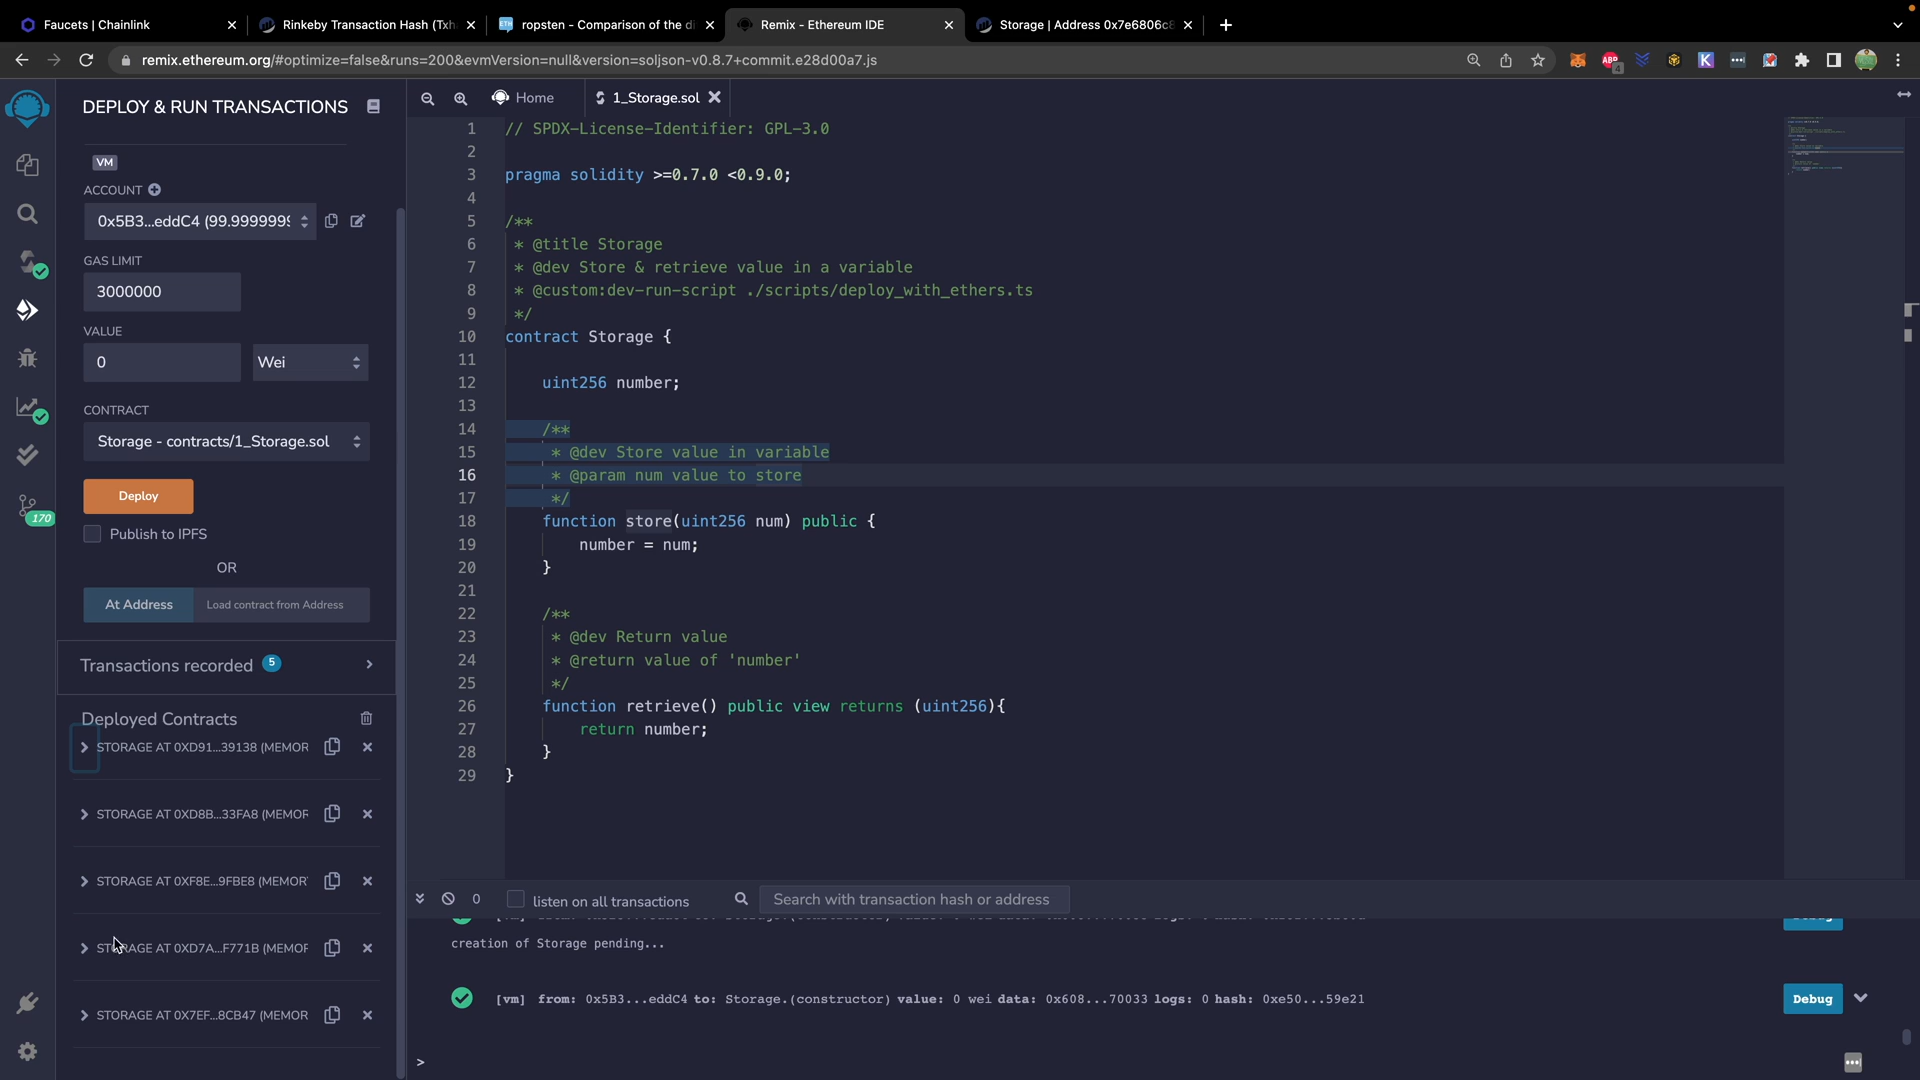 Faucets | Chainlink
Rinkeby Transaction Hash (Txh
ropsten - Comparison of the di
Remix - Ethereum IDE
Storage | Address 0x7e6806c8
remix.ethereum.org/#optimize=false&runs=200&evmVersion=null&version=soljson-v0.8.7+commit.e28d00a7.js
DEPLOY & RUN TRANSACTIONS
VM
ACCOUNT
0x5B3...eddC4 (99.9999999
GAS LIMIT
3000000
VALUE
0
Wei
CONTRACT
Storage - contracts/1_Storage.sol
Deploy
Publish to IPFS
OR
At Address
Load contract from Address
Transactions recorded 5
Deployed Contracts
STORAGE AT 0XD91...39138 (MEMOR
STORAGE AT 0XD8B...33FA8 (MEMOR
STORAGE AT 0XF8E...9FBE8 (MEMOR
STORAGE AT 0XD7A...F771B (MEMOR
STORAGE AT 0X7EF...8CB47 (MEMOR
170
Home
1_Storage.sol
1 // SPDX-License-Identifier: GPL-3.0
2
3 pragma solidity >=0.7.0 <0.9.0;
4
5 /**
6 * @title Storage
7 * @dev Store & retrieve value in a variable
8 * @custom:dev-run-script ./scripts/deploy_with_ethers.ts
9 */
10 contract Storage {
11
12 uint256 number;
13
14 /**
15 * @dev Store value in variable
16 * @param num value to store
17 */
18 function store(uint256 num) public {
19 number = num;
20 }
21
22 /**
23 * @dev Return value
24 * @return value of 'number'
25 */
26 function retrieve() public view returns (uint256){
27 return number;
28 }
29 }
0
listen on all transactions
Search with transaction hash or address
creation of Storage pending...
[vm] from: 0x5B3...eddC4 to: Storage.(constructor) value: 0 wei data: 0x608...70033 logs: 0 hash: 0xe50...59e21
Debug
>